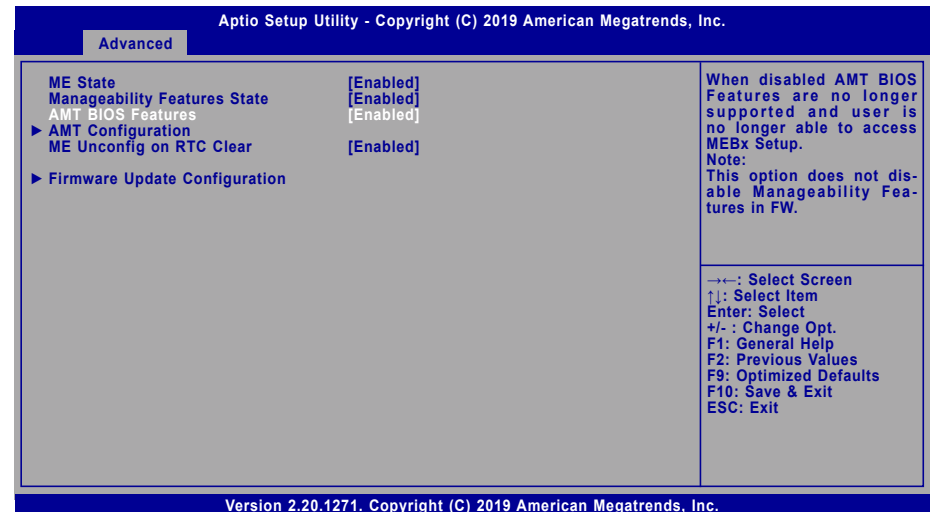 Aptio Setup Utility - Copyright (C) 2019 American Megatrends, Inc.
Advanced
ME State [Enabled]
Manageability Features State [Enabled]
AMT BIOS Features [Enabled]
▶ AMT Configuration
ME Unconfig on RTC Clear [Enabled]
▶ Firmware Update Configuration
When disabled AMT BIOS
Features are no longer
supported and user is
no longer able to access
MEBx Setup.
Note:
This option does not dis-
able Manageability Fea-
tures in FW.
→←: Select Screen
↑↓: Select Item
Enter: Select
+/- : Change Opt.
F1: General Help
F2: Previous Values
F9: Optimized Defaults
F10: Save & Exit
ESC: Exit
Version 2.20.1271. Copyright (C) 2019 American Megatrends, Inc.